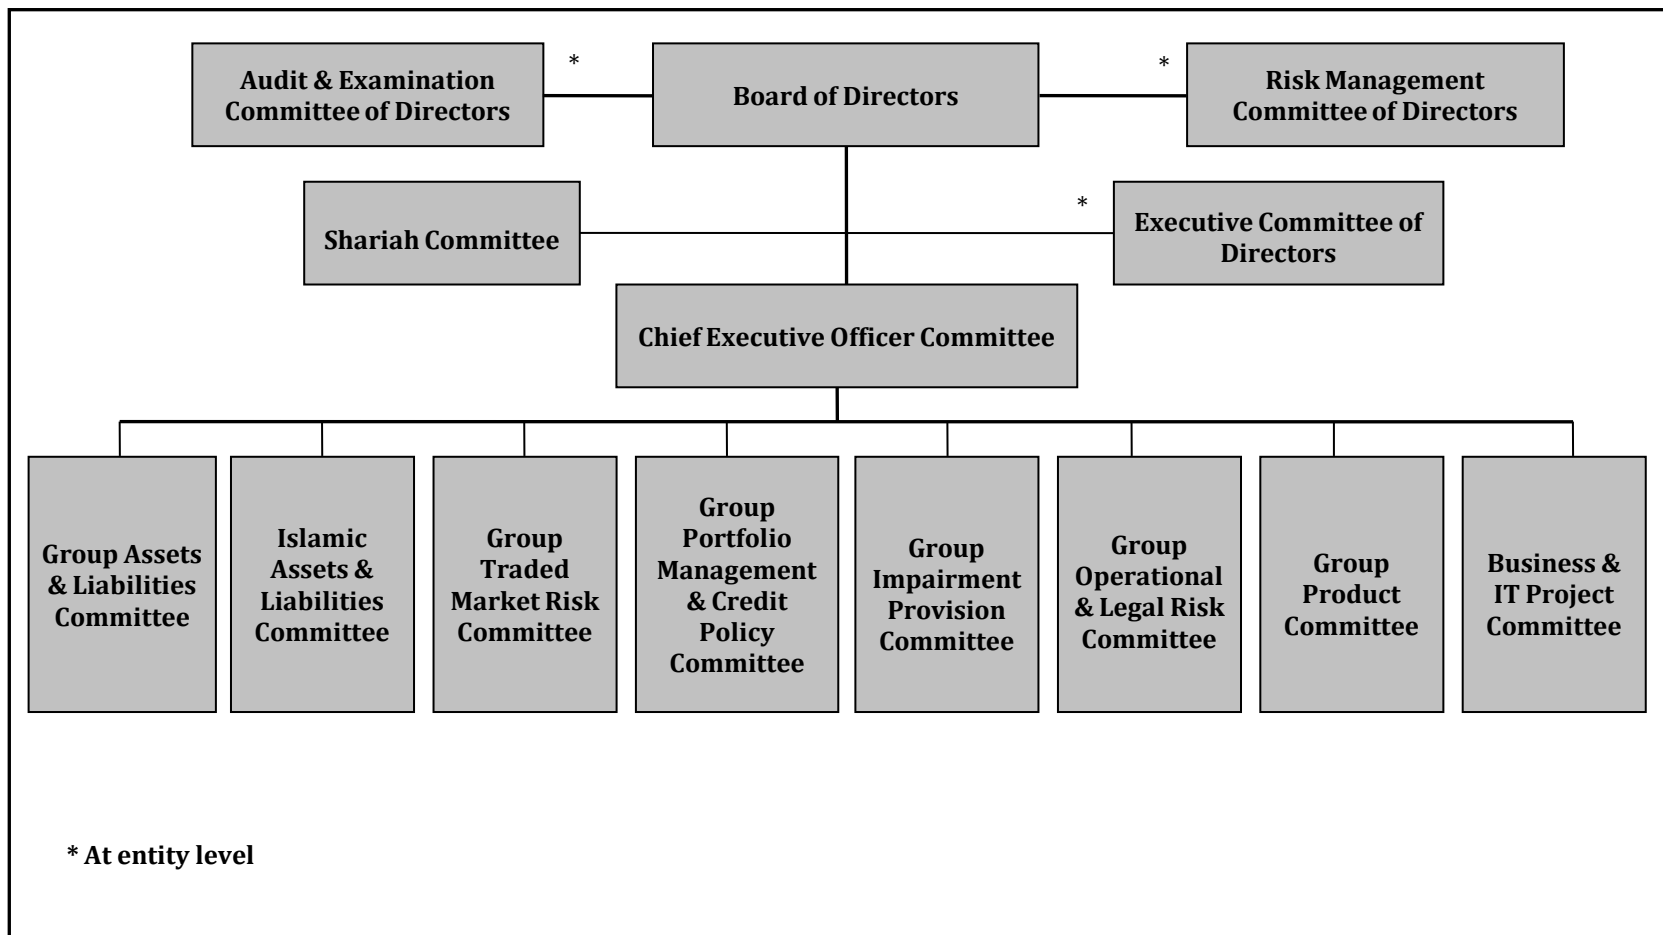 *
*
Audit & Examination
Committee of Directors
Board of Directors
Risk Management
Committee of Directors
*
Shariah Committee
Executive Committee of
Directors
Chief Executive Officer Committee
Group Assets
& Liabilities
Committee
Islamic
Assets &
Liabilities
Committee
Group
Traded
Market Risk
Committee
Group
Portfolio
Management
& Credit
Policy
Committee
Group
Impairment
Provision
Committee
Group
Operational
& Legal Risk
Committee
Group
Product
Committee
Business &
IT Project
Committee
* At entity level